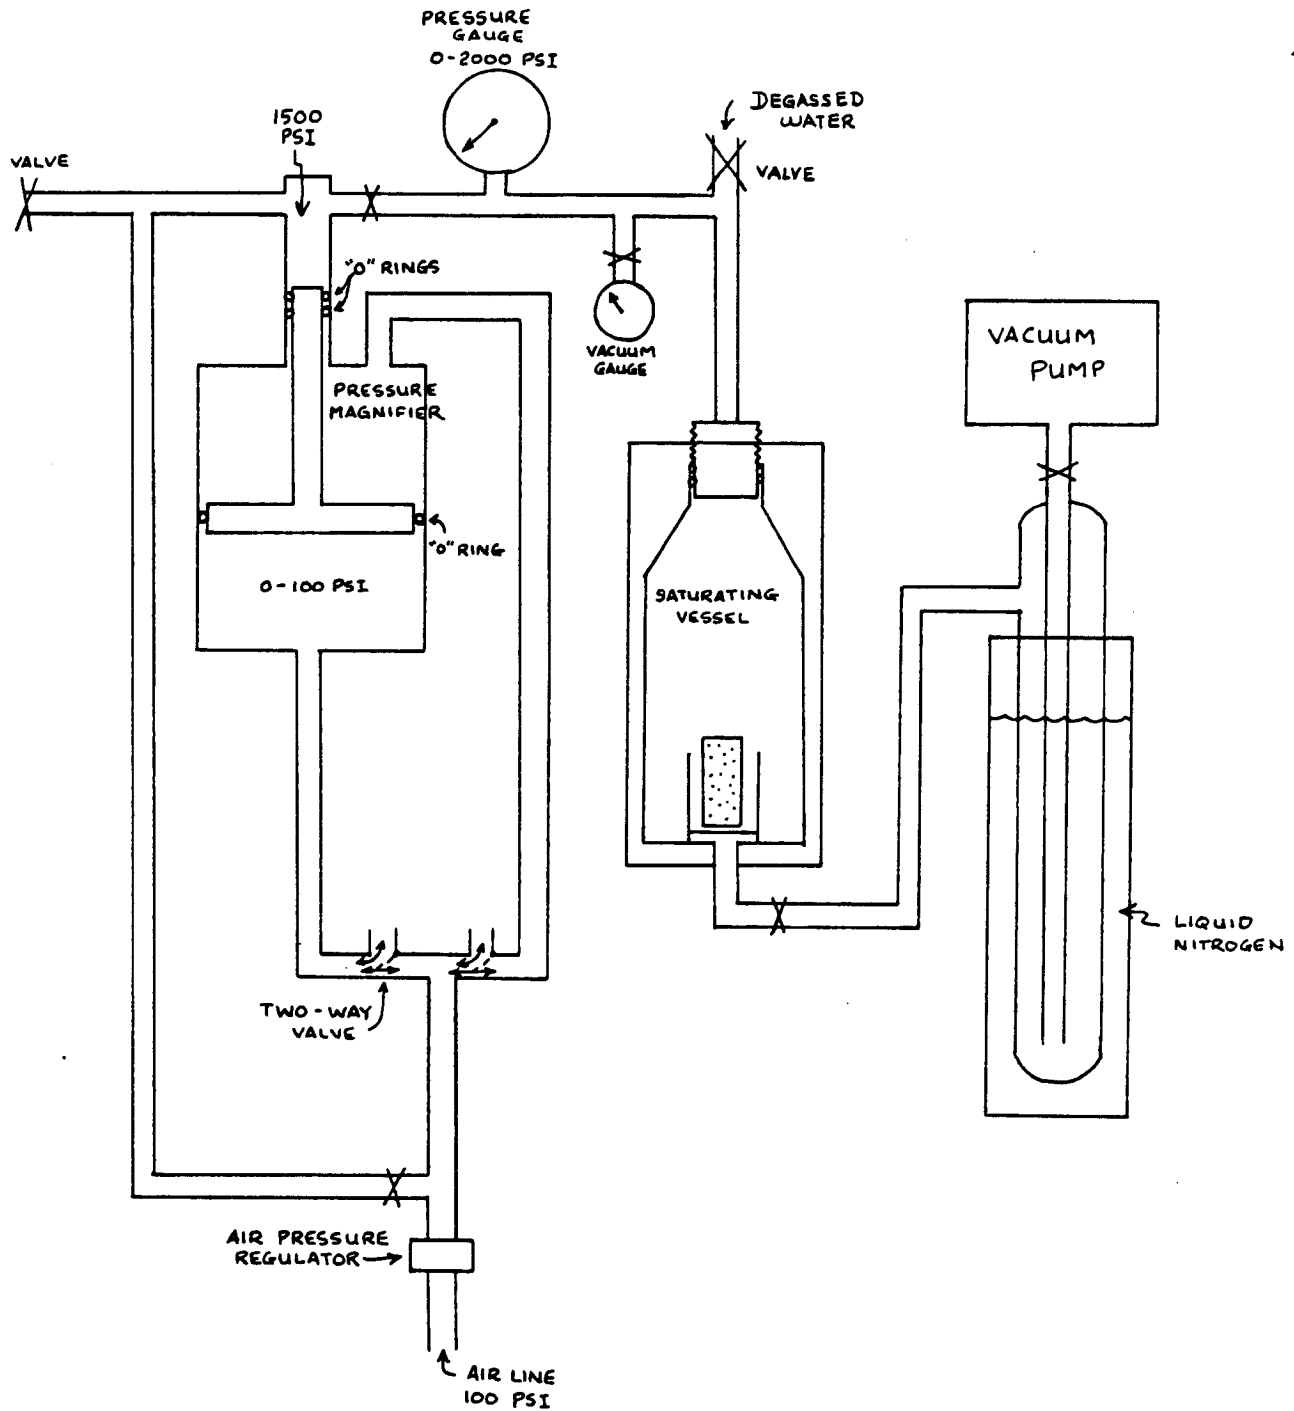 PRESSURE
GAUGE
0-2000 PSI
1500
PSI
DEGASSED
WATER
VALVE
VALVE
"O" RINGS
VACUUM
GAUGE
VACUUM
PUMP
PRESSURE
MAGNIFIER
"O" RING
0-100 PSI
SATURATING
VESSEL
LIQUID
NITROGEN
TWO-WAY
VALVE
AIR PRESSURE
REGULATOR
AIR LINE
100 PSI